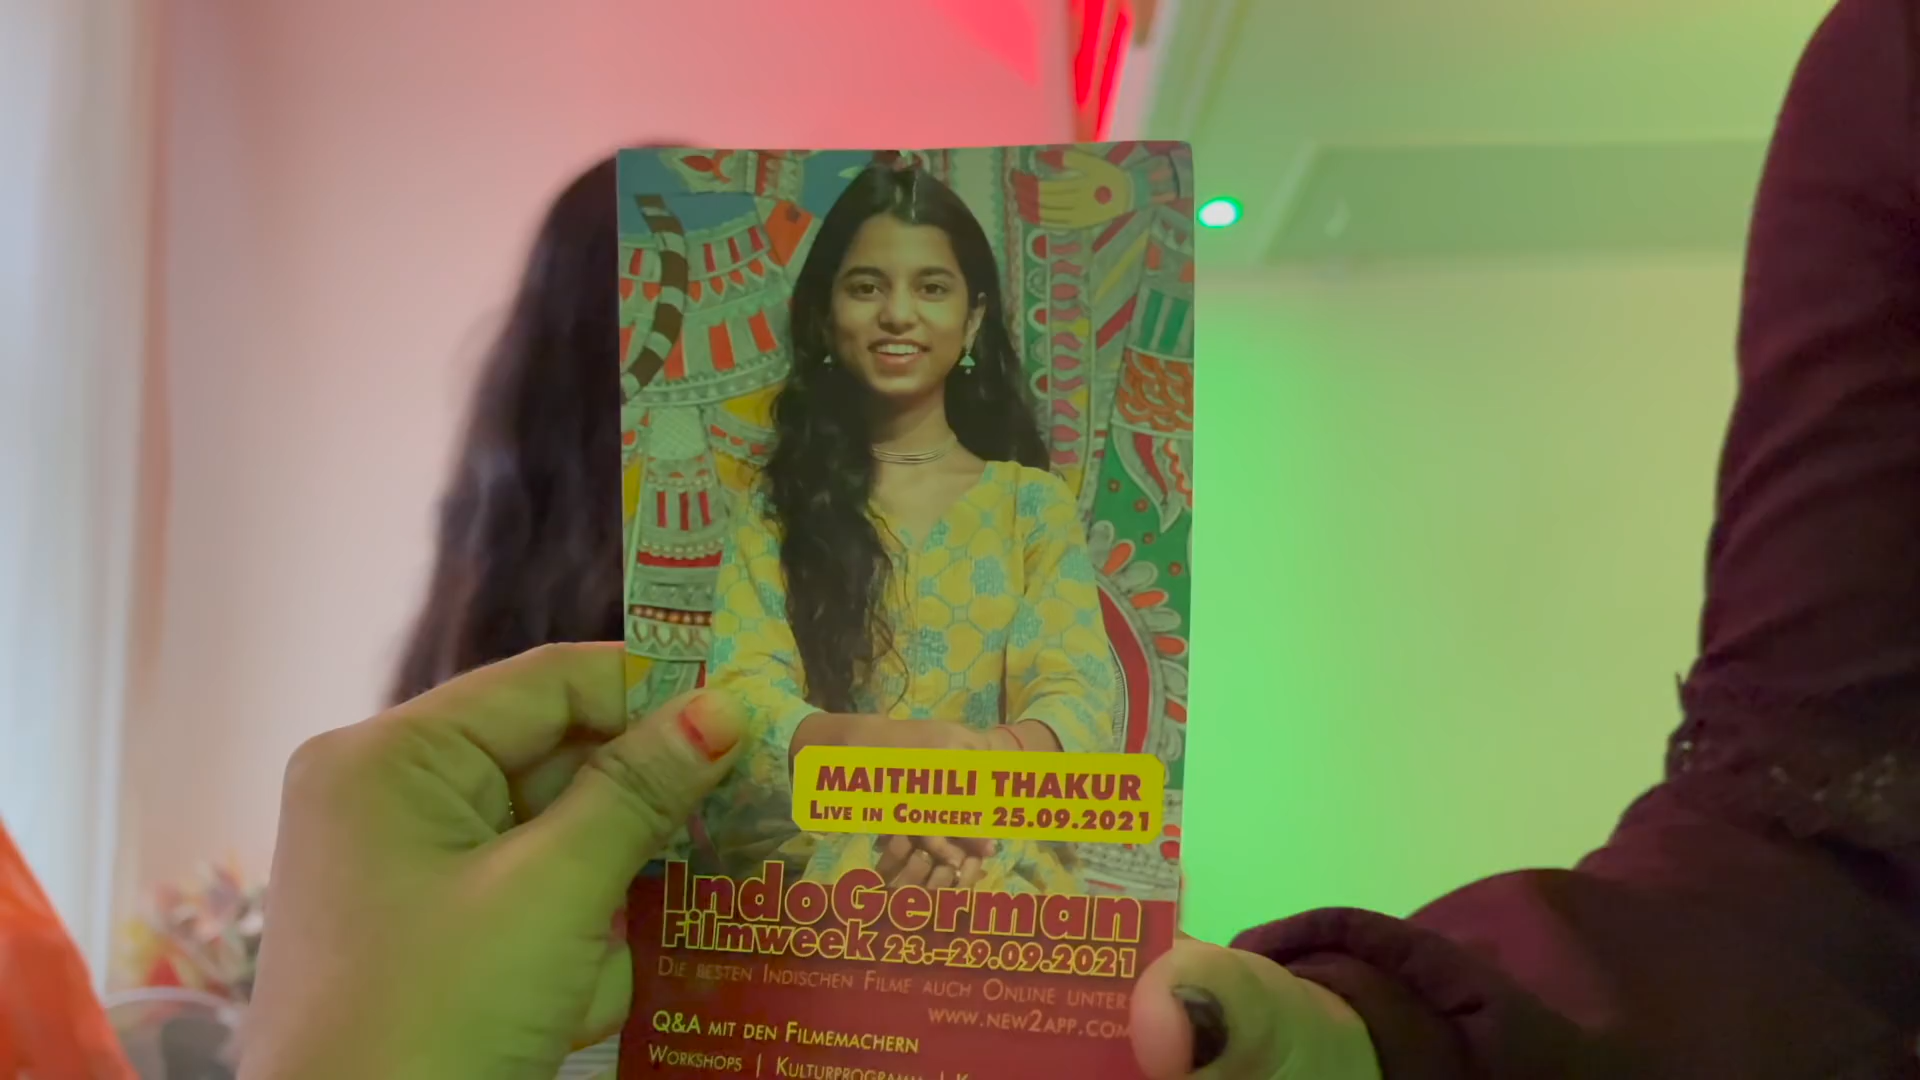 MAITHILI THAKUR
LIVE IN CONCERT 25.09.2021
IndoGerman
Filmweek 23.-29.09.2021
DIE BESTEN INDISCHEN FILME AUCH ONLINE UNTER:
WWW.NEW2APP.COM
Q&A MIT DEN FILMEMACHERN
WORKSHOPS | KULTURPROGRAMM |